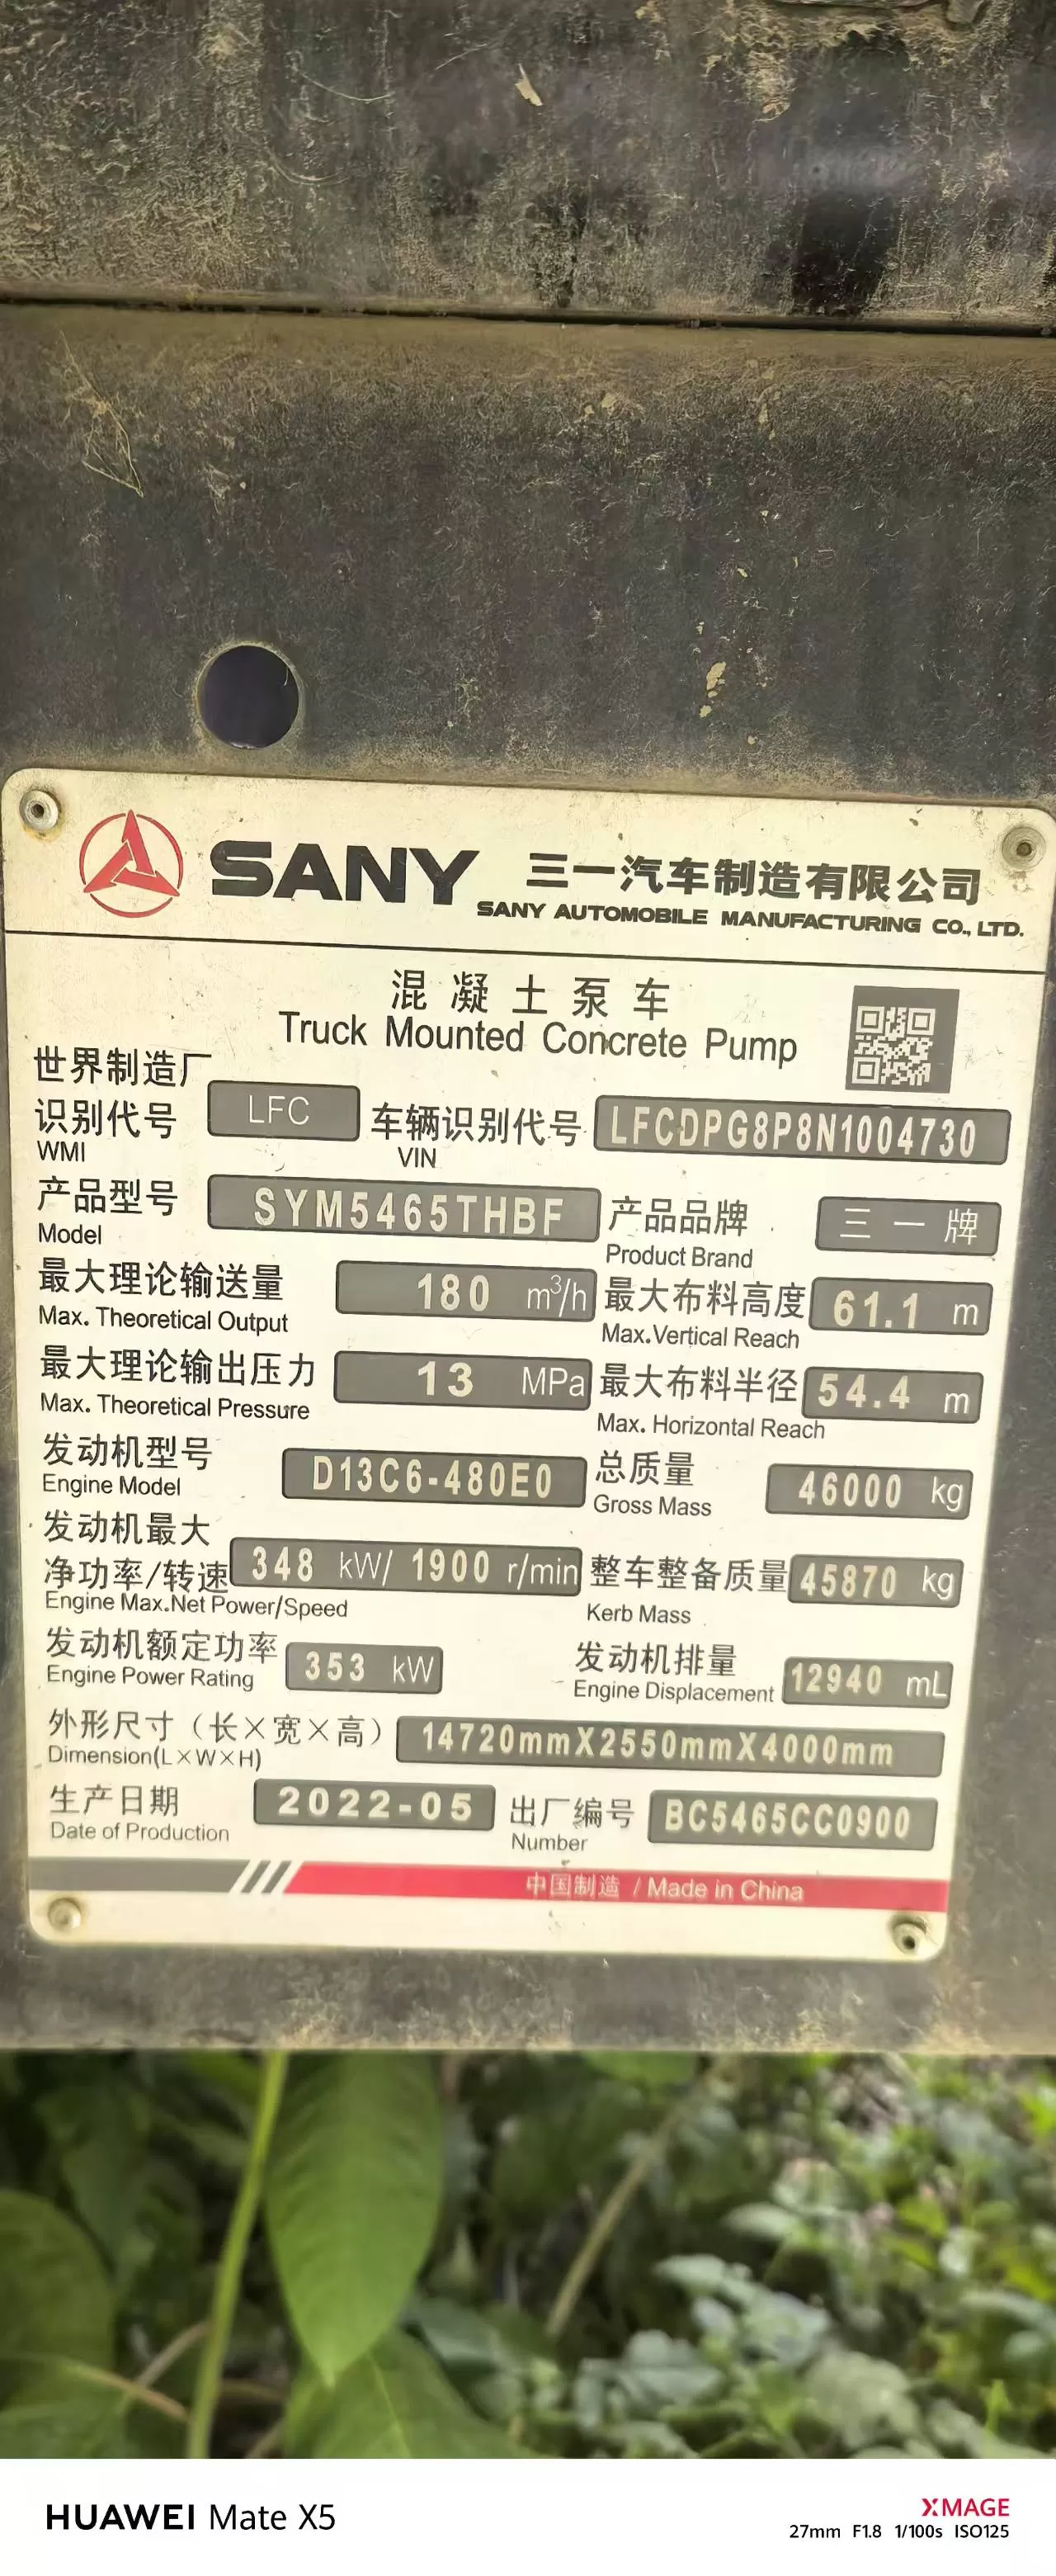 SANY 三一汽车制造有限公司
SANY AUTOMOBILE MANUFACTURING CO., LTD.
混凝土泵车
Truck Mounted Concrete Pump
世界制造厂
识别代号 LFC 车辆识别代号 LFCDPG8P8N1004730
WMI VIN
产品型号 SYM5465THBF 产品品牌 三一牌
Model Product Brand
最大理论输送量 180 m³/h 最大布料高度 61.1 m
Max. Theoretical Output Max.Vertical Reach
最大理论输出压力 13 MPa 最大布料半径 54.4 m
Max. Theoretical Pressure Max. Horizontal Reach
发动机型号 D13C6-480E0 总质量 46000 kg
Engine Model Gross Mass
发动机最大
净功率/转速 348 kW/ 1900 r/min 整车整备质量 45870 kg
Engine Max.Net Power/Speed Kerb Mass
发动机额定功率 353 kW 发动机排量 12940 mL
Engine Power Rating Engine Displacement
外形尺寸（长×宽×高） 14720mmX2550mmX4000mm
Dimension(L×W×H)
生产日期 2022-05 出厂编号 BC5465CC0900
Date of Production Number
中国制造 / Made in China
HUAWEI Mate X5
XMAGE
27mm F1.8 1/100s ISO125